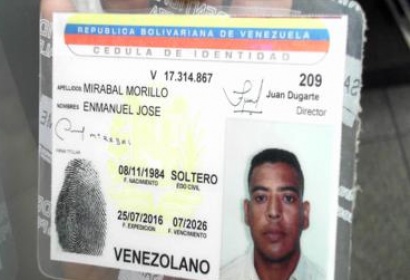 REPUBLICA BOLIVARIANA DE VENEZUELA
CEDULA DE IDENTIDAD
V 17.314.867
209
APELLIDOS MIRABAL MORILLO
Juan Dugarte
Director
NOMBRES ENMANUEL JOSE
FIRMA TITULAR
08/11/1984 SOLTERO
F. NACIMIENTO EDO CIVIL
25/07/2016 07/2026
F. EXPEDICION F. VENCIMIENTO
VENEZOLANO